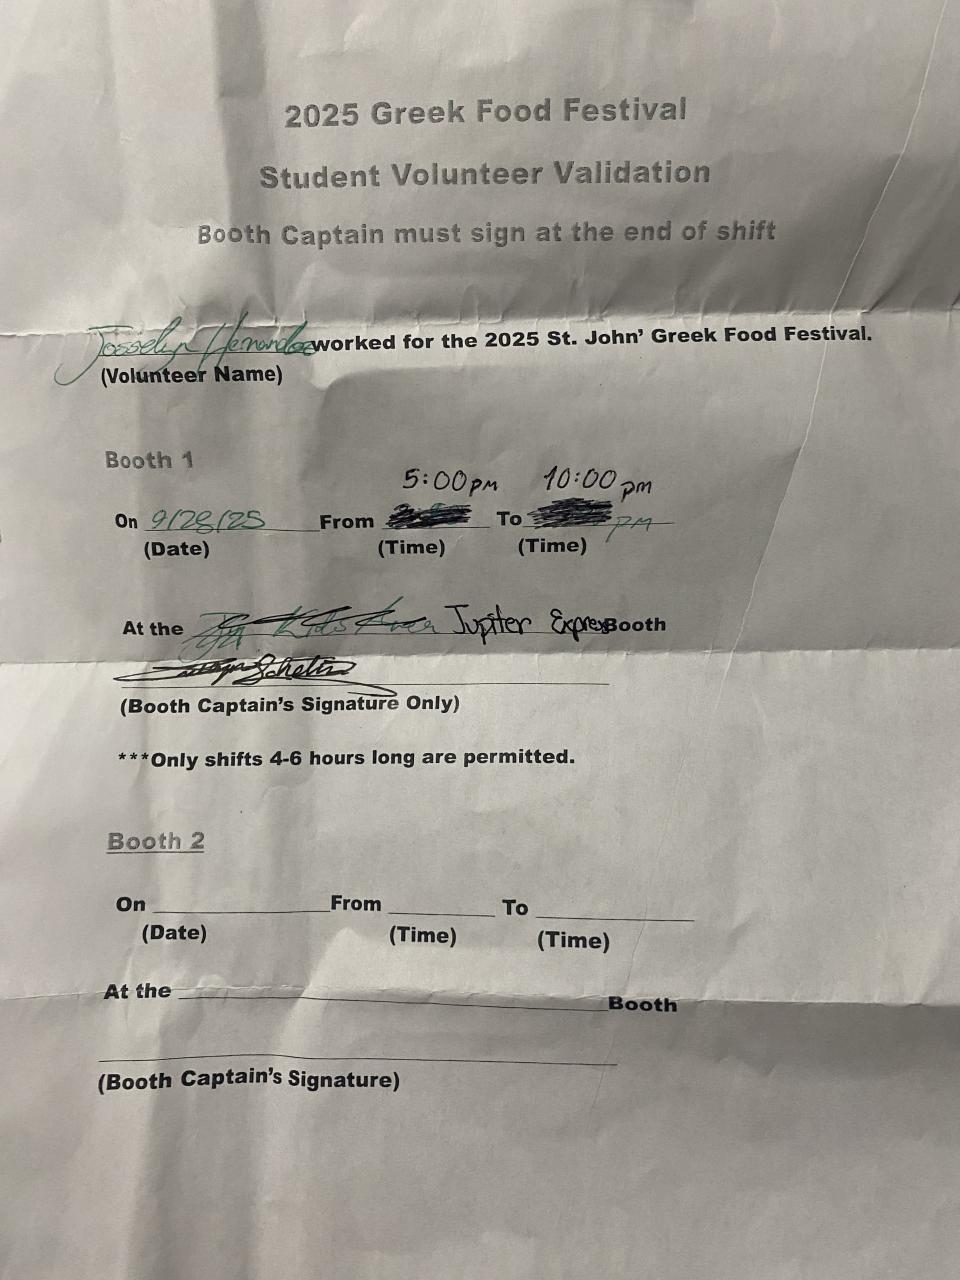 2025 Greek Food Festival
Student Volunteer Validation
Booth Captain must sign at the end of shift
Josselyn Hernandez worked for the 2025 St. John' Greek Food Festival.
(Volunteer Name)
Booth 1
5:00pm 10:00 pm
On 9/28/25 From To PM
(Date) (Time) (Time)
At the Kids Jupiter Express Booth
(Booth Captain's Signature Only)
***Only shifts 4-6 hours long are permitted.
Booth 2
On From To
(Date) (Time) (Time)
At the Booth
(Booth Captain's Signature)